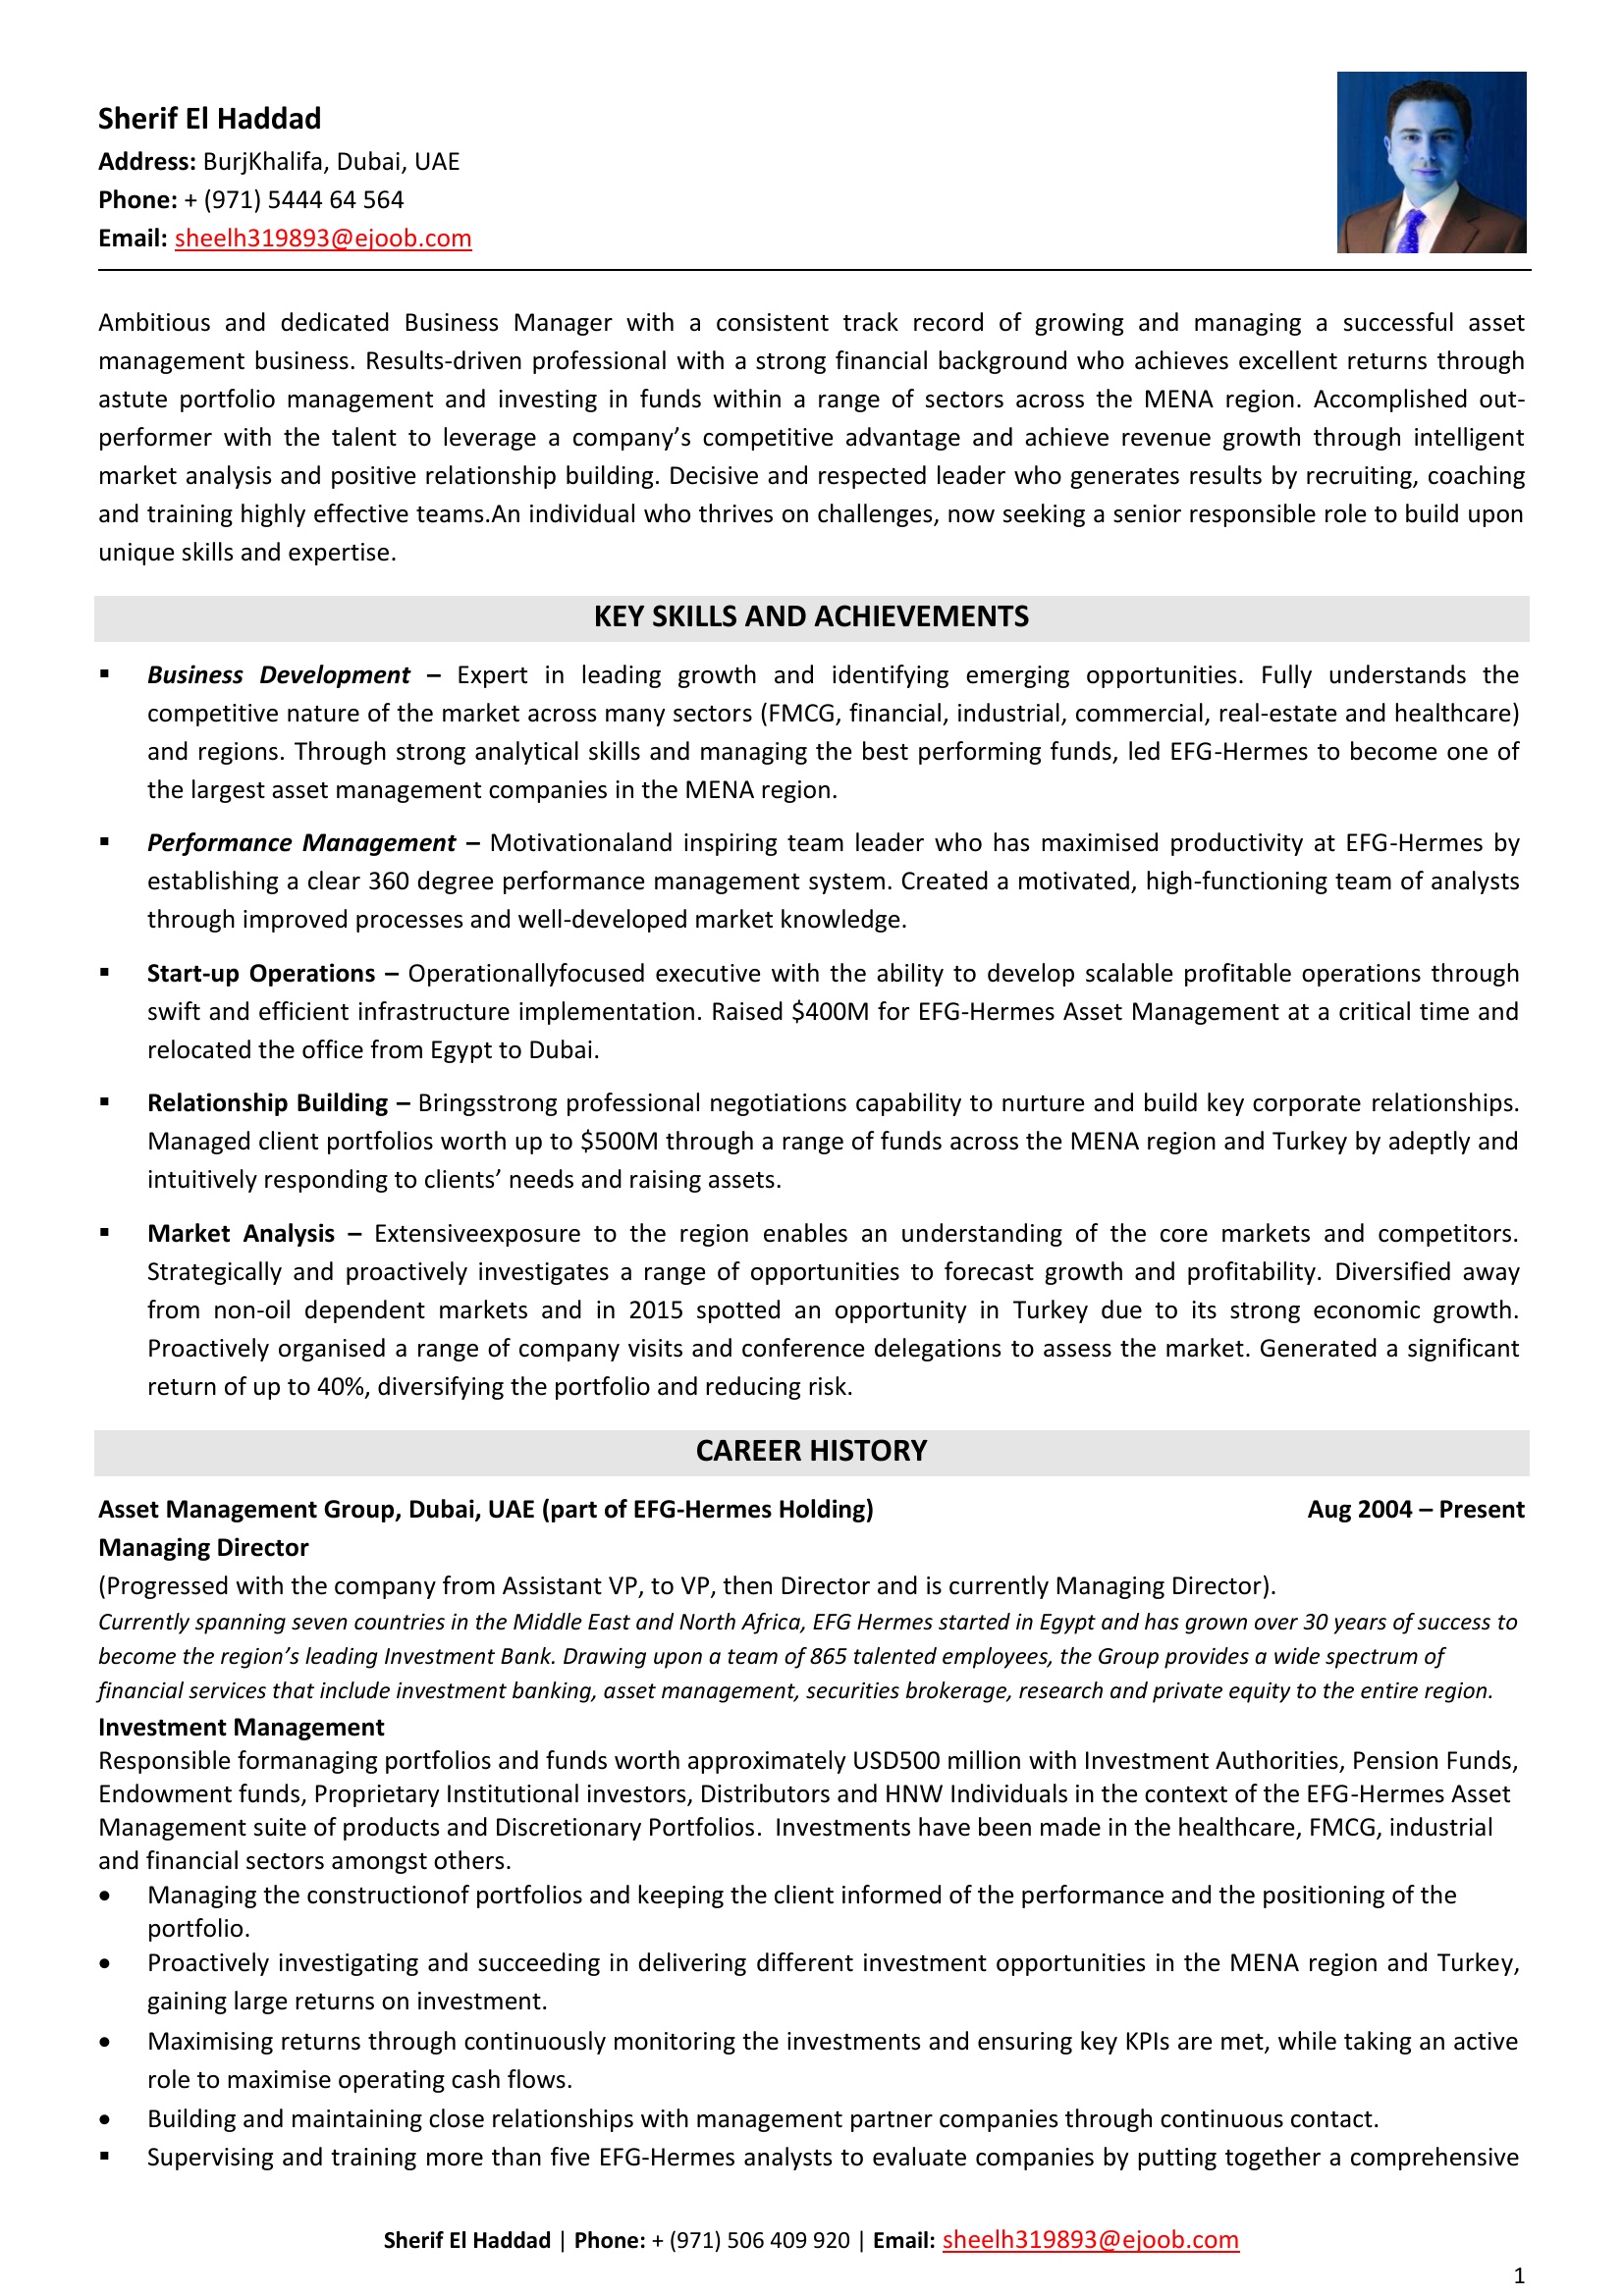 Sherif El Haddad
Address: BurjKhalifa, Dubai, UAE
Phone: + (971) 5444 64 564
Email: sheelh319893@ejoob.com
Ambitious and dedicated Business Manager with a consistent track record of growing and managing a successful asset
management business. Results-driven professional with a strong financial background who achieves excellent returns through
astute portfolio management and investing in funds within a range of sectors across the MENA region. Accomplished out-
performer with the talent to leverage a company’s competitive advantage and achieve revenue growth through intelligent
market analysis and positive relationship building. Decisive and respected leader who generates results by recruiting, coaching
and training highly effective teams.An individual who thrives on challenges, now seeking a senior responsible role to build upon
unique skills and expertise.
KEY SKILLS AND ACHIEVEMENTS
▪ Business Development – Expert in leading growth and identifying emerging opportunities. Fully understands the
competitive nature of the market across many sectors (FMCG, financial, industrial, commercial, real-estate and healthcare)
and regions. Through strong analytical skills and managing the best performing funds, led EFG-Hermes to become one of
the largest asset management companies in the MENA region.
▪ Performance Management – Motivationaland inspiring team leader who has maximised productivity at EFG-Hermes by
establishing a clear 360 degree performance management system. Created a motivated, high-functioning team of analysts
through improved processes and well-developed market knowledge.
▪ Start-up Operations – Operationallyfocused executive with the ability to develop scalable profitable operations through
swift and efficient infrastructure implementation. Raised $400M for EFG-Hermes Asset Management at a critical time and
relocated the office from Egypt to Dubai.
▪ Relationship Building – Bringsstrong professional negotiations capability to nurture and build key corporate relationships.
Managed client portfolios worth up to $500M through a range of funds across the MENA region and Turkey by adeptly and
intuitively responding to clients’ needs and raising assets.
▪ Market Analysis – Extensiveexposure to the region enables an understanding of the core markets and competitors.
Strategically and proactively investigates a range of opportunities to forecast growth and profitability. Diversified away
from non-oil dependent markets and in 2015 spotted an opportunity in Turkey due to its strong economic growth.
Proactively organised a range of company visits and conference delegations to assess the market. Generated a significant
return of up to 40%, diversifying the portfolio and reducing risk.
CAREER HISTORY
Asset Management Group, Dubai, UAE (part of EFG-Hermes Holding) Aug 2004 – Present
Managing Director
(Progressed with the company from Assistant VP, to VP, then Director and is currently Managing Director).
Currently spanning seven countries in the Middle East and North Africa, EFG Hermes started in Egypt and has grown over 30 years of success to
become the region’s leading Investment Bank. Drawing upon a team of 865 talented employees, the Group provides a wide spectrum of
financial services that include investment banking, asset management, securities brokerage, research and private equity to the entire region.
Investment Management
Responsible formanaging portfolios and funds worth approximately USD500 million with Investment Authorities, Pension Funds,
Endowment funds, Proprietary Institutional investors, Distributors and HNW Individuals in the context of the EFG-Hermes Asset
Management suite of products and Discretionary Portfolios. Investments have been made in the healthcare, FMCG, industrial
and financial sectors amongst others.
• Managing the constructionof portfolios and keeping the client informed of the performance and the positioning of the
portfolio.
• Proactively investigating and succeeding in delivering different investment opportunities in the MENA region and Turkey,
gaining large returns on investment.
• Maximising returns through continuously monitoring the investments and ensuring key KPIs are met, while taking an active
role to maximise operating cash flows.
• Building and maintaining close relationships with management partner companies through continuous contact.
▪ Supervising and training more than five EFG-Hermes analysts to evaluate companies by putting together a comprehensive
Sherif El Haddad | Phone: + (971) 506 409 920 | Email: sheelh319893@ejoob.com
1